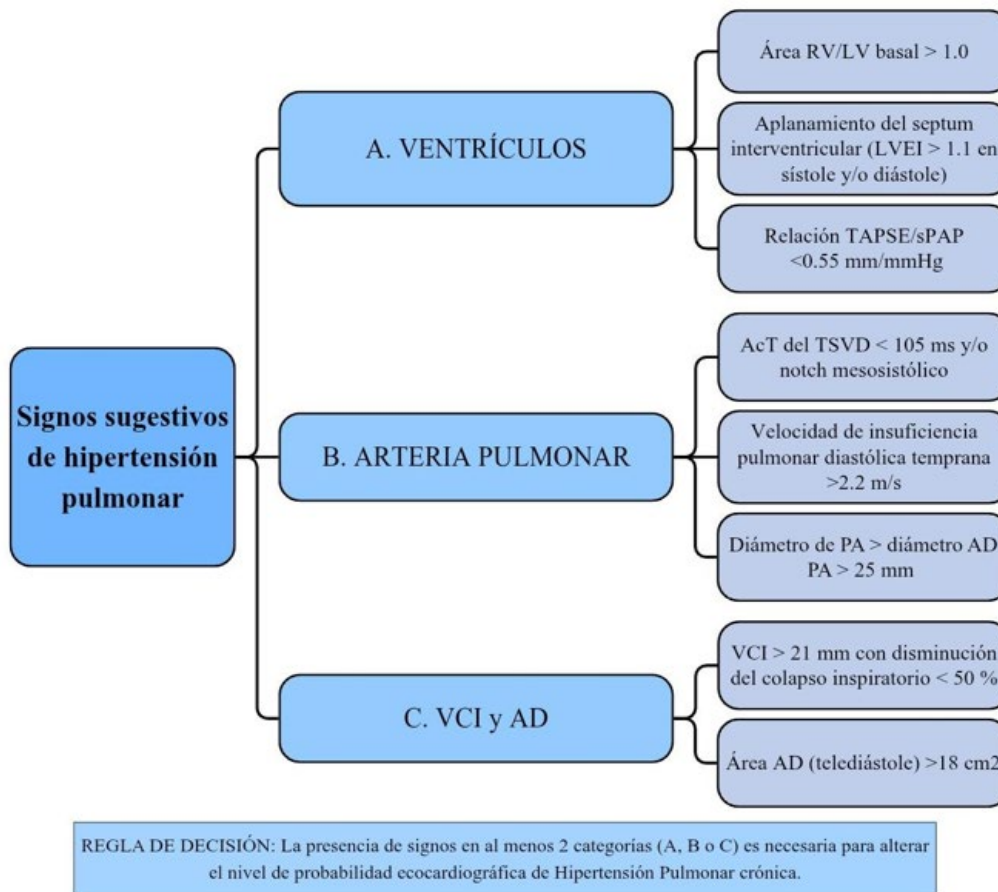 Signos sugestivos
de hipertensión
pulmonar
A. VENTRÍCULOS
Área RV/LV basal > 1.0
Aplanamiento del septum
interventricular (LVEI > 1.1 en
sístole y/o diástole)
Relación TAPSE/sPAP
<0.55 mm/mmHg
B. ARTERIA PULMONAR
AcT del TSVD < 105 ms y/o
notch mesosistólico
Velocidad de insuficiencia
pulmonar diastólica temprana
>2.2 m/s
Diámetro de PA > diámetro AD
PA > 25 mm
C. VCI y AD
VCI > 21 mm con disminución
del colapso inspiratorio < 50 %
Área AD (telediástole) >18 cm2
REGLA DE DECISIÓN: La presencia de signos en al menos 2 categorías (A, B o C) es necesaria para alterar
el nivel de probabilidad ecocardiográfica de Hipertensión Pulmonar crónica.